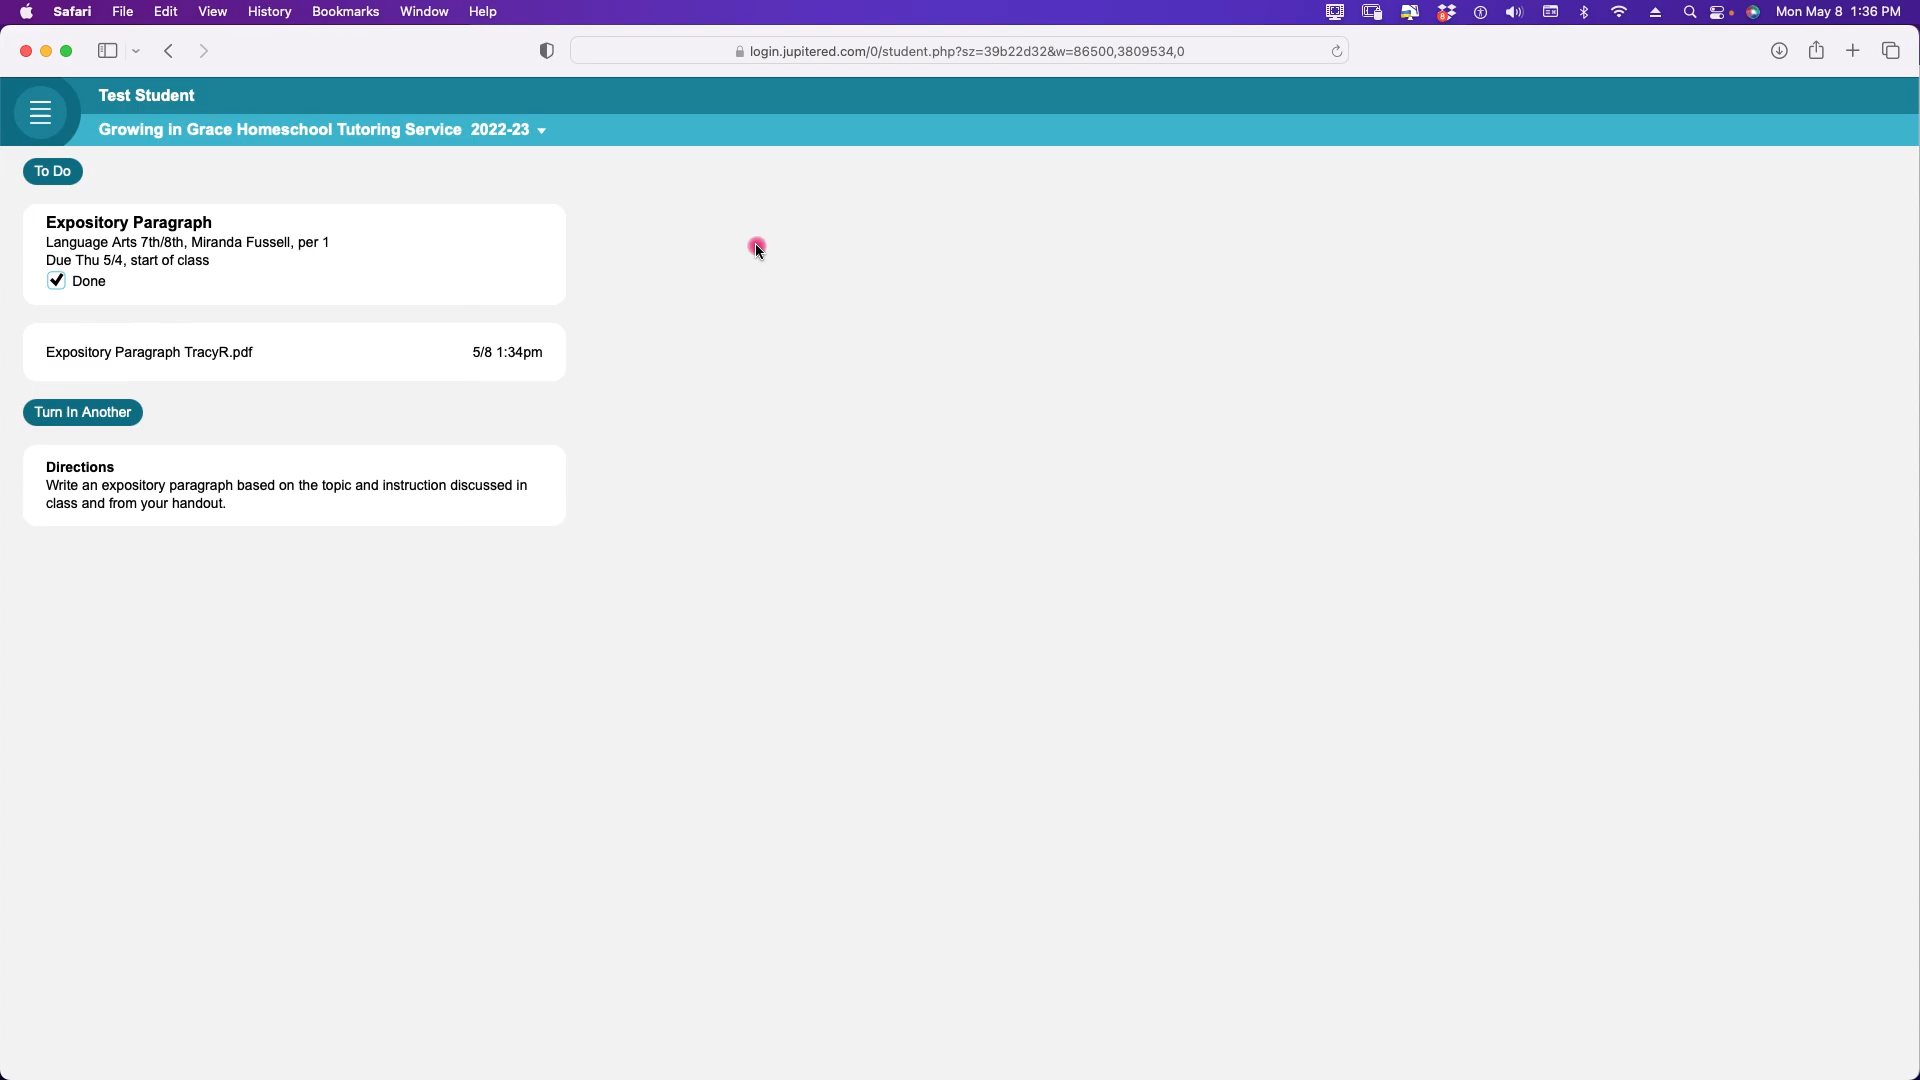 Safari File Edit View History Bookmarks Window Help
8
Mon May 8 1:36 PM
login.jupitered.com/0/student.php?sz=39b22d32&w=86500,3809534,0
Test Student
Growing in Grace Homeschool Tutoring Service 2022-23
To Do
Expository Paragraph
Language Arts 7th/8th, Miranda Fussell, per 1
Due Thu 5/4, start of class
Done
Expository Paragraph TracyR.pdf 5/8 1:34pm
Turn In Another
Directions
Write an expository paragraph based on the topic and instruction discussed in
class and from your handout.